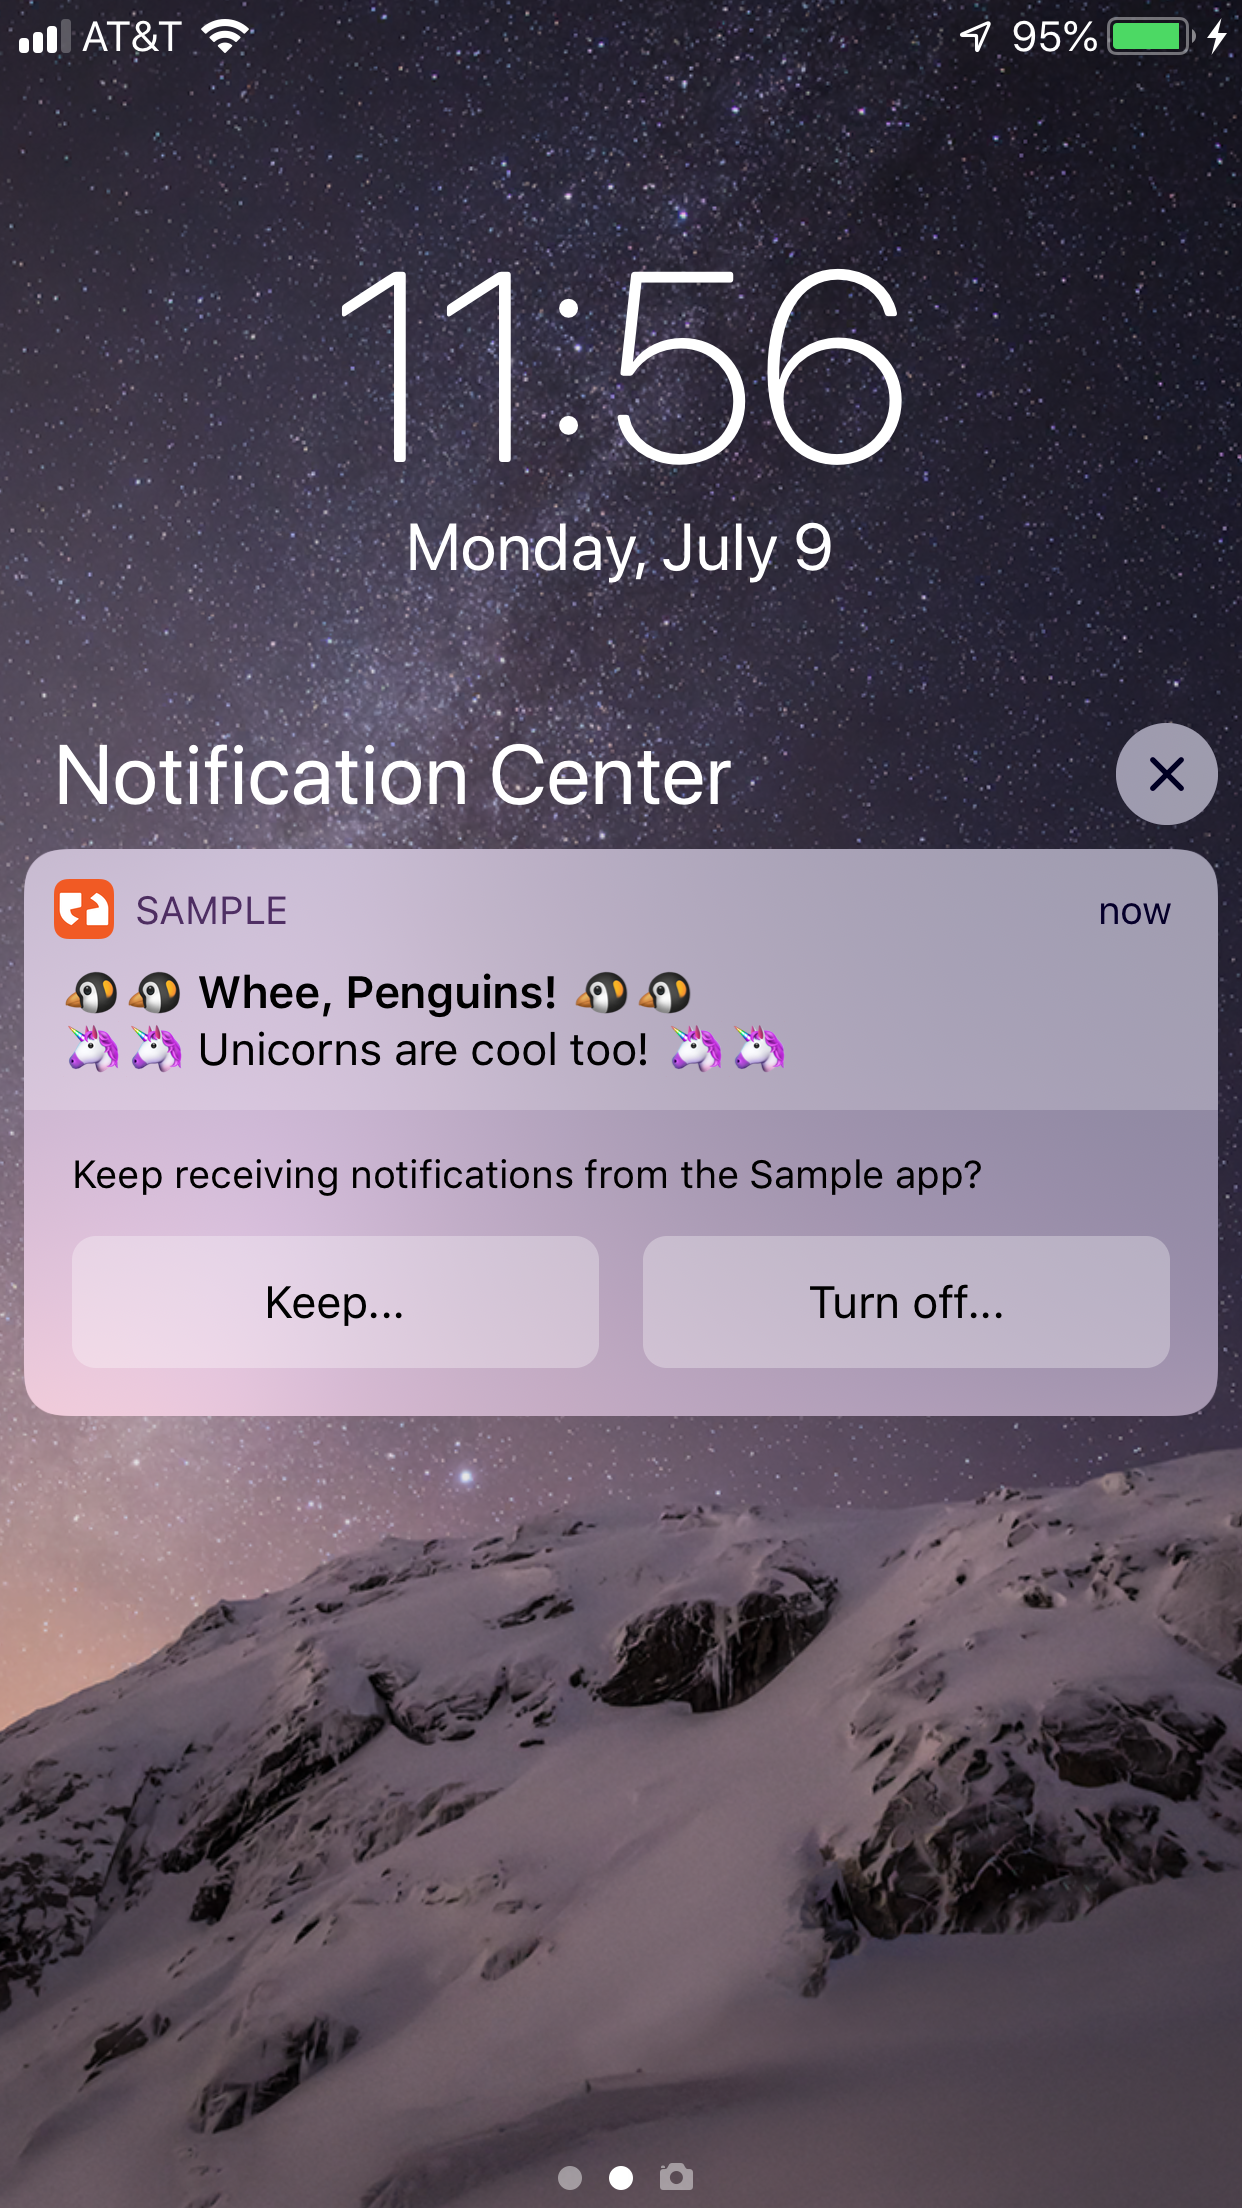 AT&T 95%
11:56
Monday, July 9
Notification Center
SAMPLE now
🐧🐧 Whee, Penguins! 🐧🐧
🦄🦄 Unicorns are cool too! 🦄🦄
Keep receiving notifications from the Sample app?
Keep... Turn off...